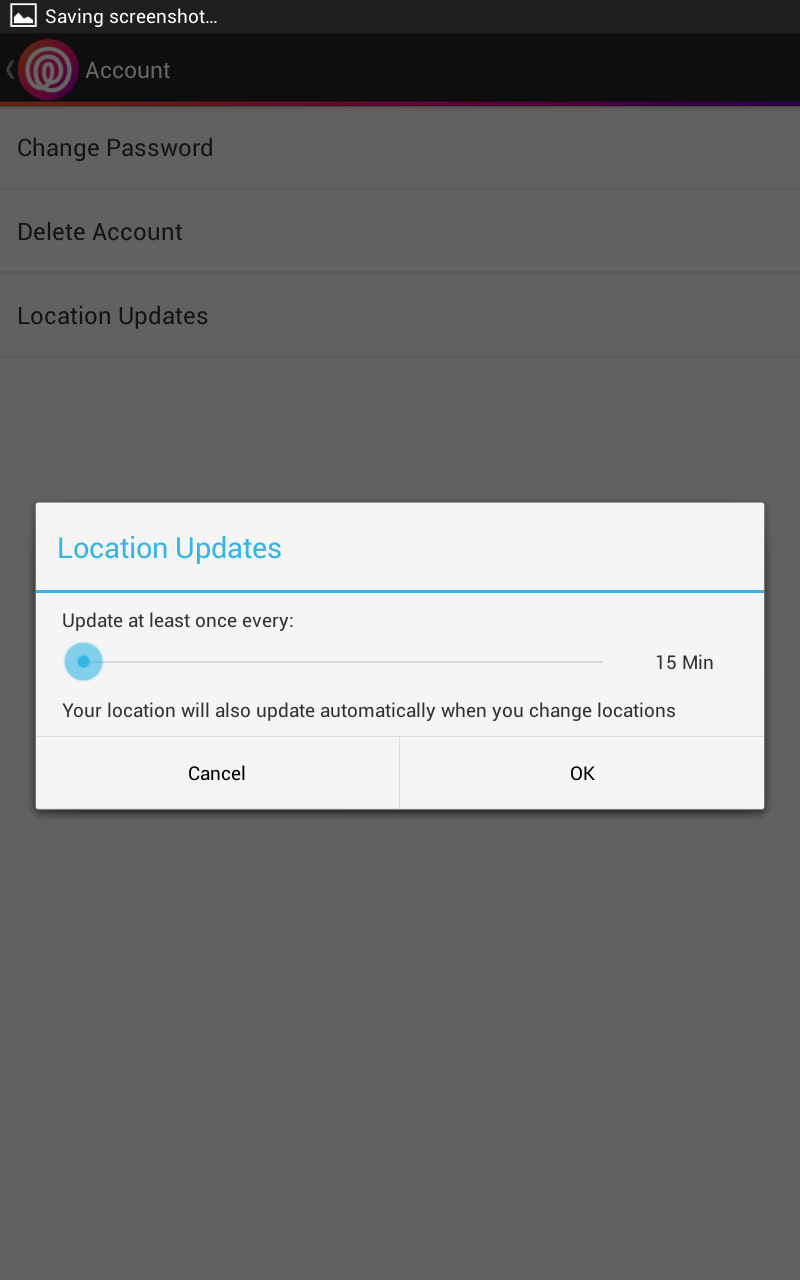 Saving screenshot...
Account
Change Password
Delete Account
Location Updates
Location Updates
Update at least once every:
15 Min
Your location will also update automatically when you change locations
Cancel
OK